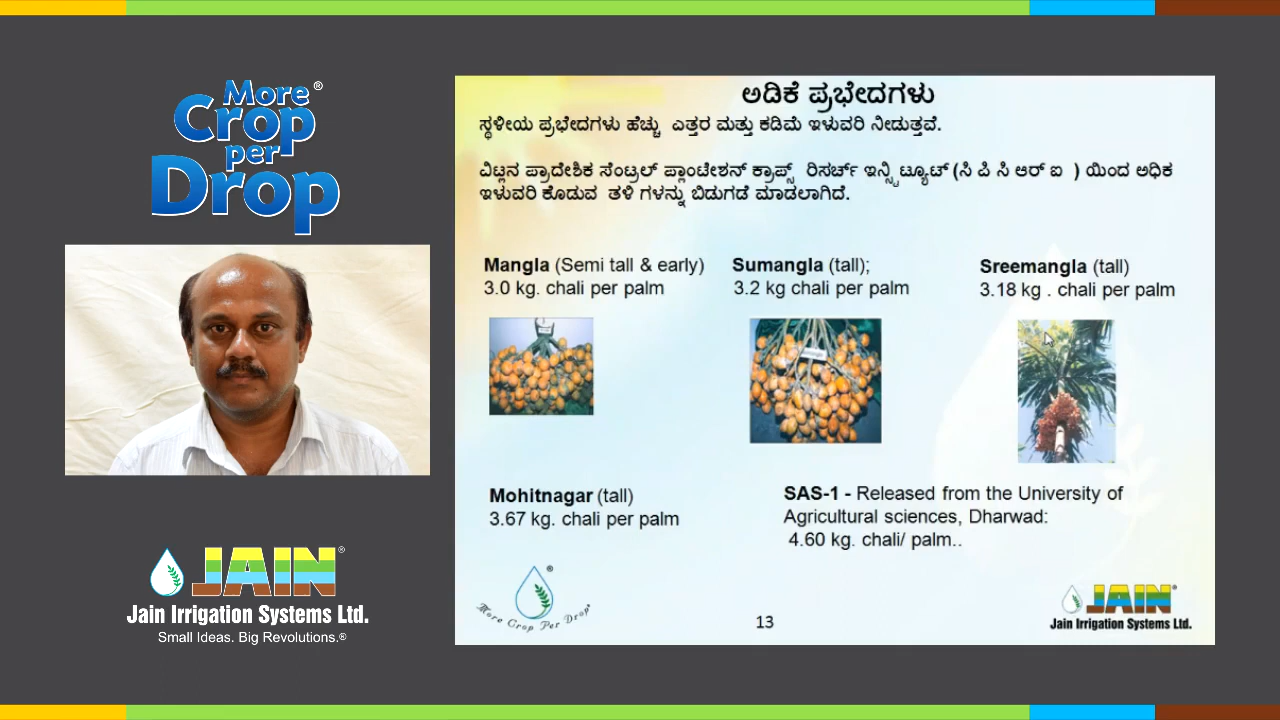 More®
Crop
per
Drop
JAIN®
Jain Irrigation Systems Ltd.
Small Ideas. Big Revolutions.®
ಅಡಿಕೆ ಪ್ರಭೇದಗಳು
ಸ್ಥಳೀಯ ಪ್ರಭೇದಗಳು ಹೆಚ್ಚು ಎತ್ತರ ಮತ್ತು ಕಡಿಮೆ ಇಳುವರಿ ನೀಡುತ್ತವೆ.
ವಿಟ್ಲನ ಪ್ರಾದೇಶಿಕ ಸೆಂಟ್ರಲ್ ಪ್ಲಾಂಟೇಶನ್ ಕ್ರಾಪ್ಸ್ ರಿಸರ್ಚ್ ಇನ್ಸ್ಟಿಟ್ಯೂಟ್ (ಸಿ ಪಿ ಸಿ ಆರ್ ಐ ) ಯಿಂದ ಅಧಿಕ
ಇಳುವರಿ ಕೊಡುವ ತಳಿ ಗಳನ್ನು ಬಿಡುಗಡೆ ಮಾಡಲಾಗಿದೆ.
Mangla (Semi tall & early)
3.0 kg. chali per palm
Sumangla (tall);
3.2 kg chali per palm
Sreemangla (tall)
3.18 kg . chali per palm
Mohitnagar (tall)
3.67 kg. chali per palm
SAS-1 - Released from the University of
Agricultural sciences, Dharwad:
4.60 kg. chali/ palm..
More Crop Per Drop®
13
JAIN®
Jain Irrigation Systems Ltd.